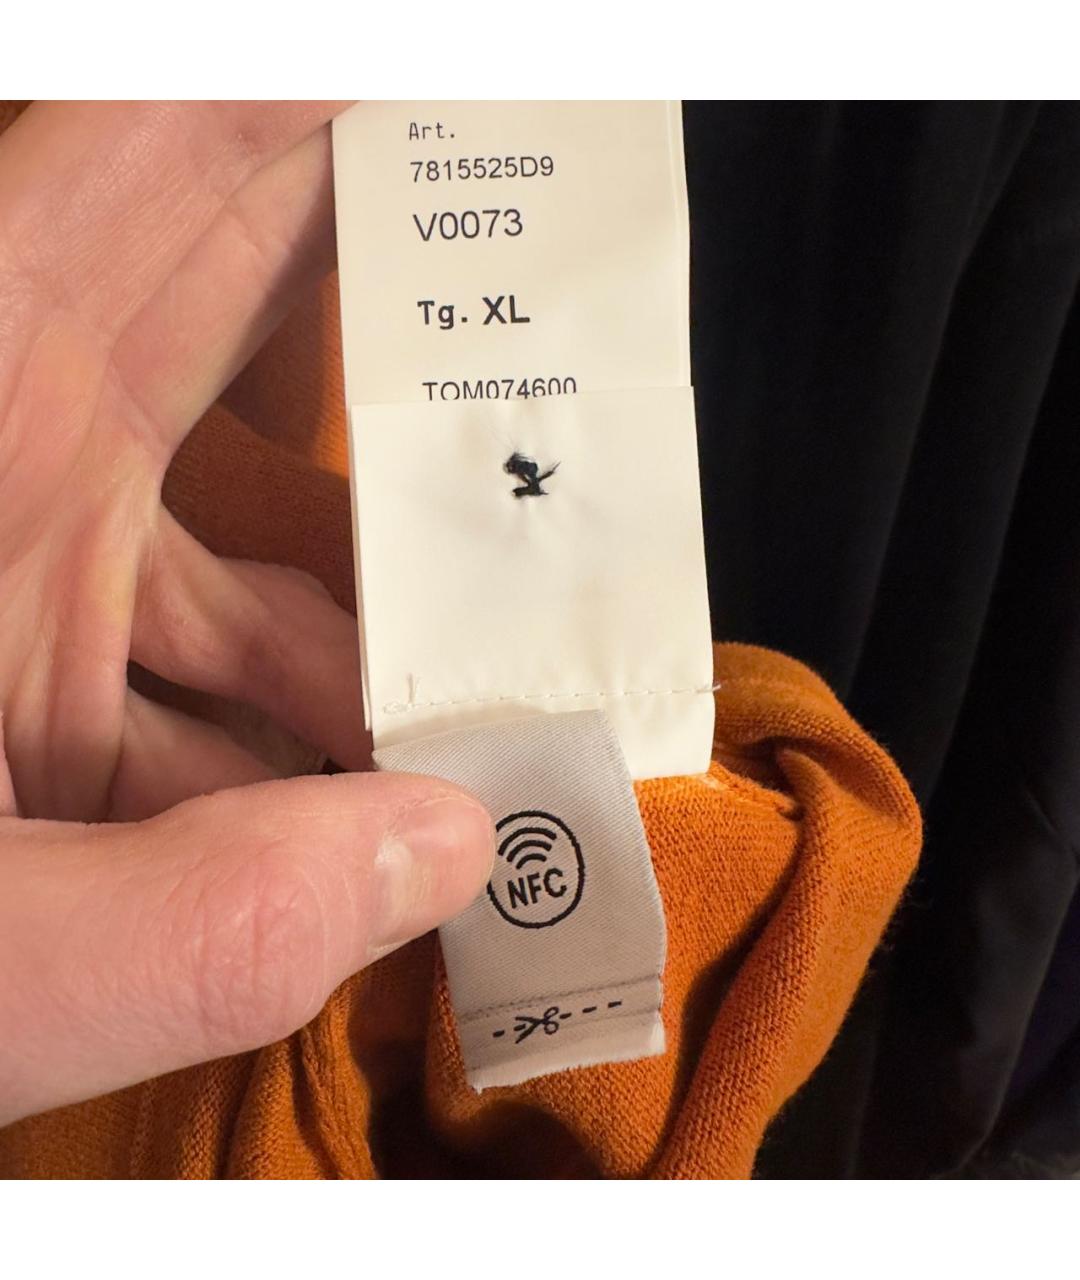 Art.
7815525D9
V0073
Tg. XL
TOM074600
NFC